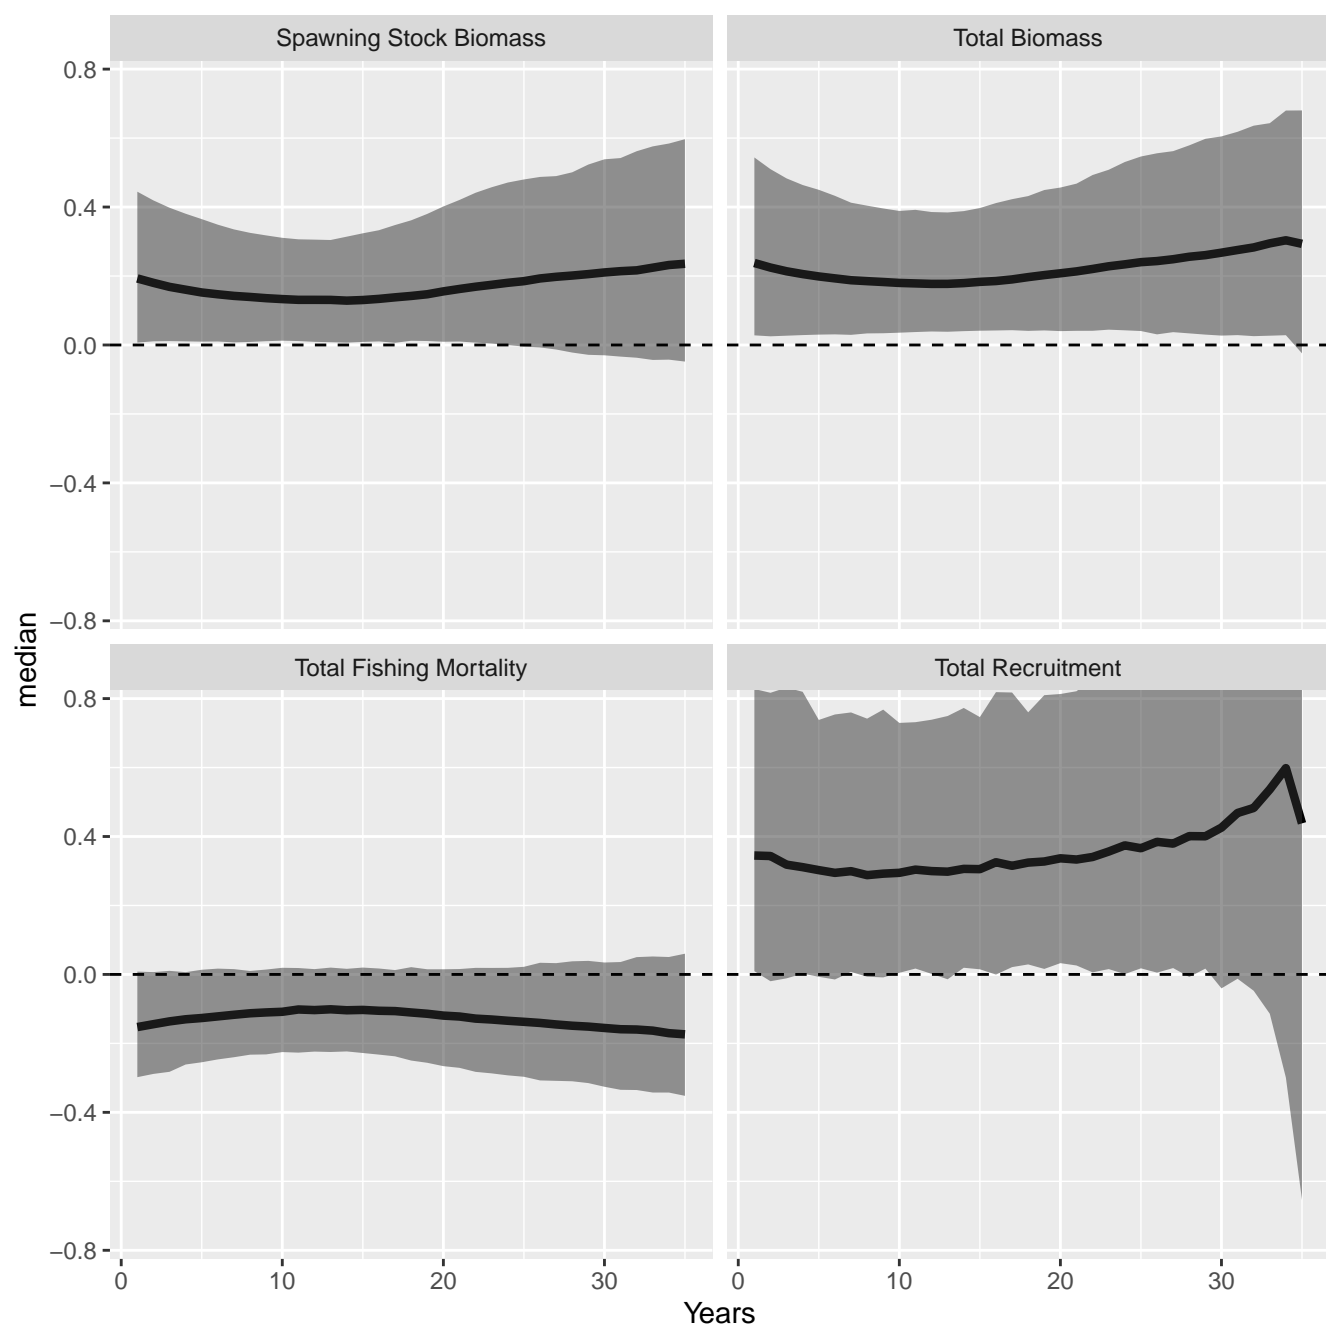 Spawning Stock Biomass
Total Biomass
0.8
0.4
0.0
−0.4
−0.8
median
Total Fishing Mortality
Total Recruitment
0.8
0.4
0.0
−0.4
−0.8
0 10 20 30
0 10 20 30
Years